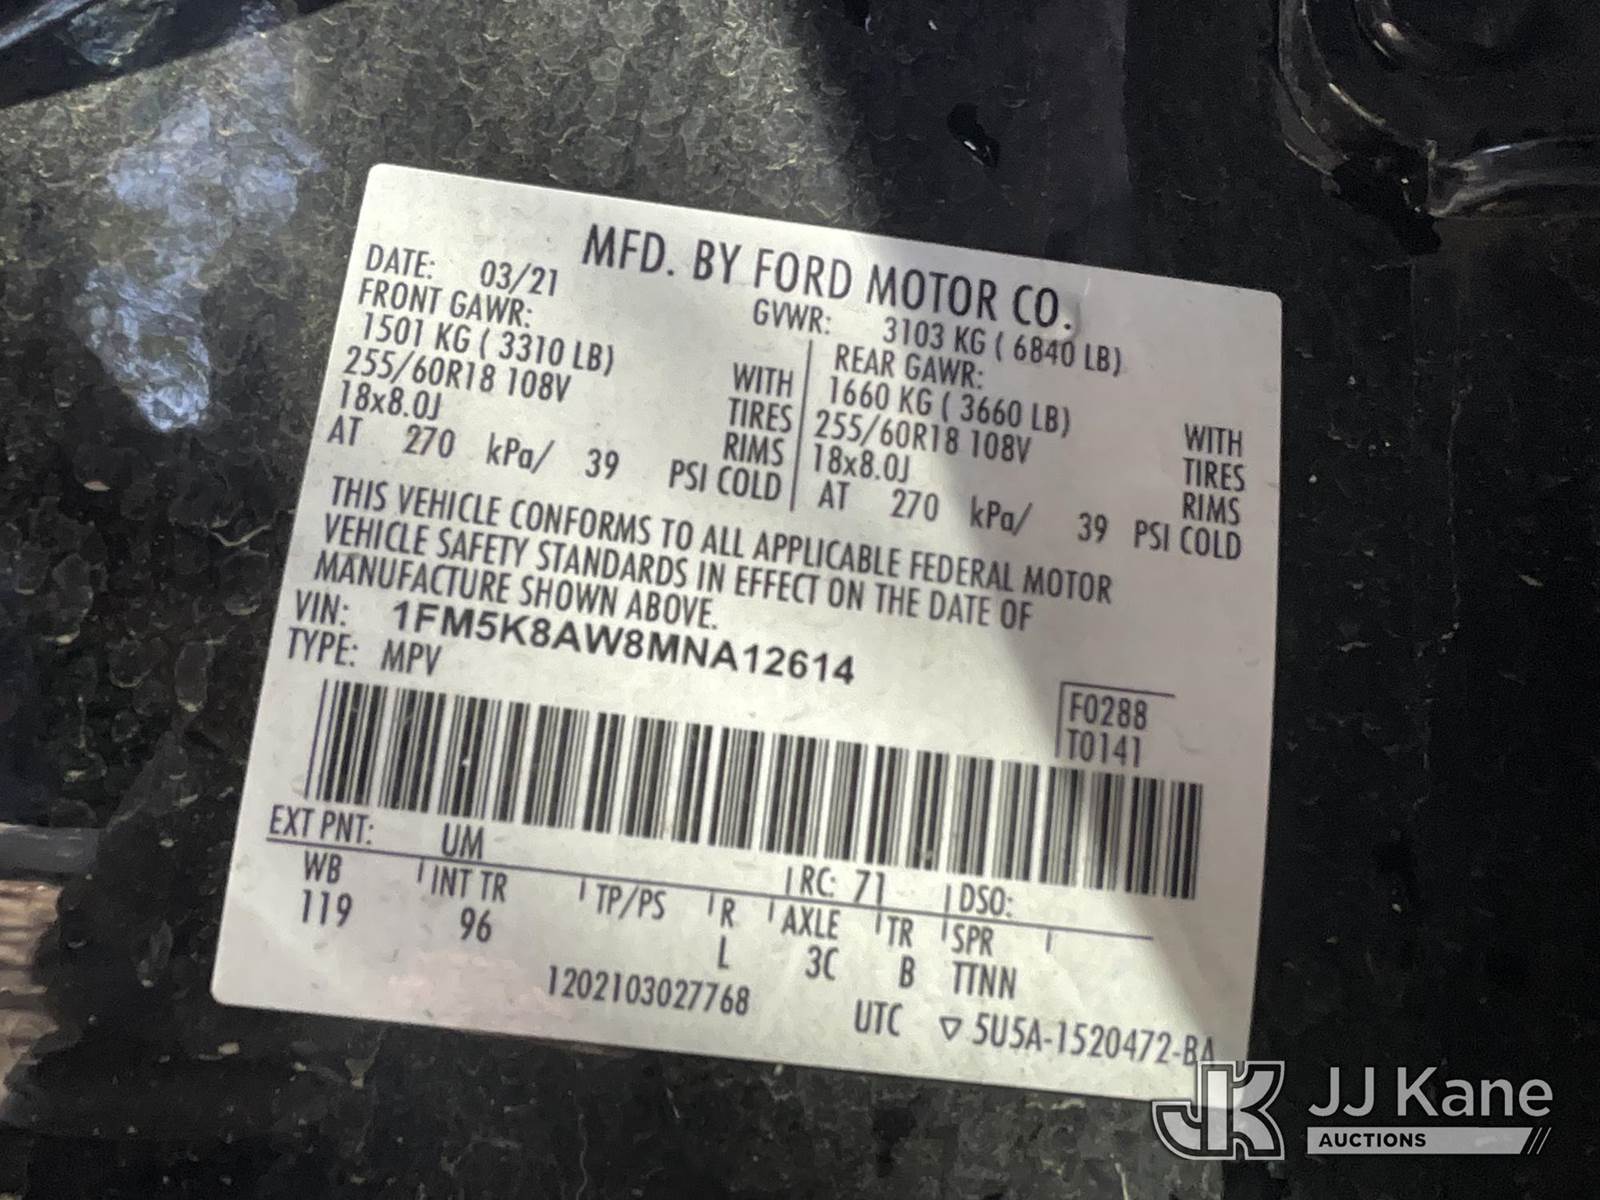 MFD. BY FORD MOTOR CO.
DATE: 03/21 GVWR: 3103 KG ( 6840 LB)
FRONT GAWR: REAR GAWR:
1501 KG ( 3310 LB) WITH 1660 KG ( 3660 LB) WITH
255/60R18 108V TIRES 255/60R18 108V TIRES
18x8.0J RIMS 18x8.0J RIMS
AT 270 kPa/ 39 PSI COLD AT 270 kPa/ 39 PSI COLD
THIS VEHICLE CONFORMS TO ALL APPLICABLE FEDERAL MOTOR
VEHICLE SAFETY STANDARDS IN EFFECT ON THE DATE OF
MANUFACTURE SHOWN ABOVE.
VIN: 1FM5K8AW8MNA12614
TYPE: MPV
F0288
T0141
EXT PNT: UM RC: 71 DSO:
WB INT TR TP/PS R AXLE TR SPR
119 96 L 3C B TTNN
1202103027768 UTC ▽ 5U5A-1520472-BA
JK JJ Kane
AUCTIONS